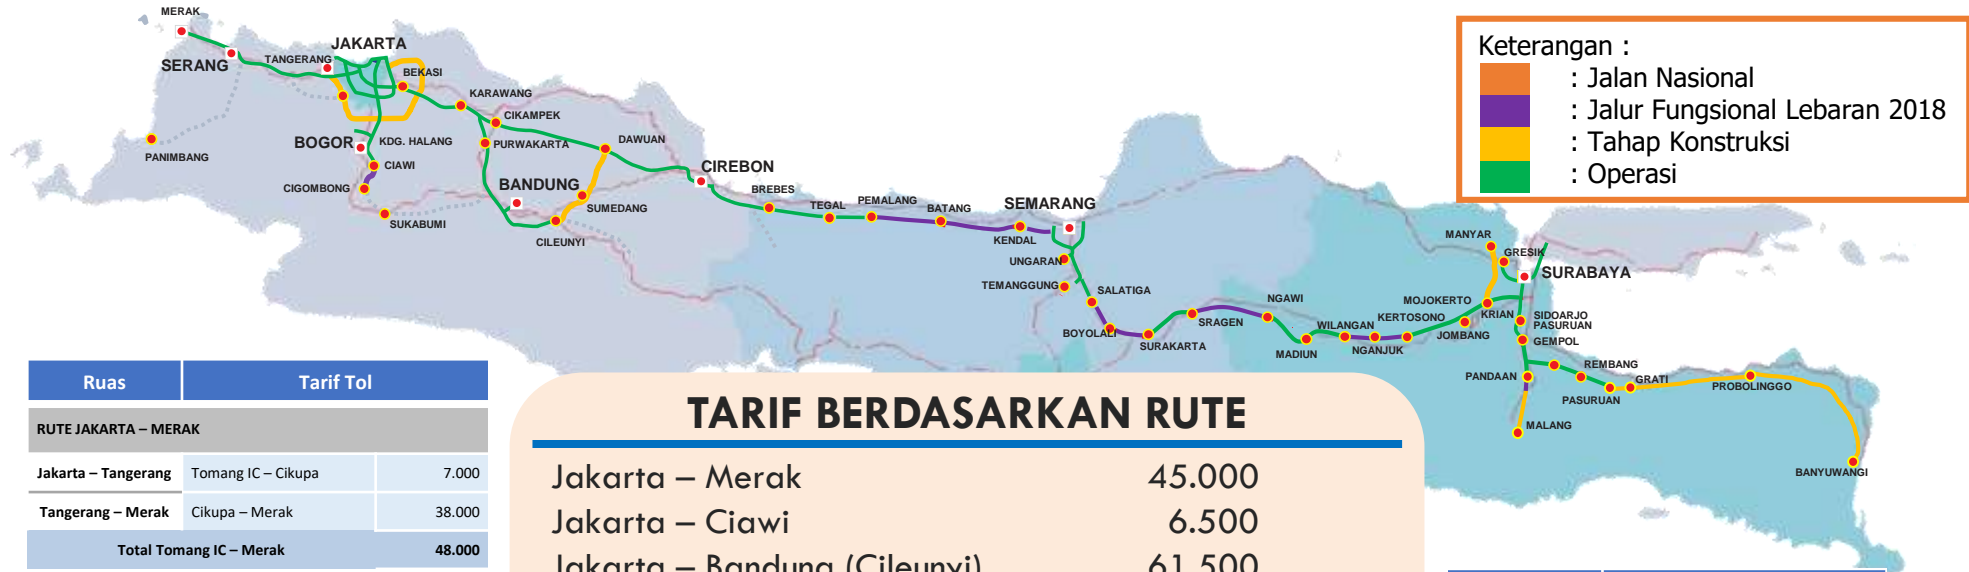 MERAK
SERANG
TANGERANG
JAKARTA
BEKASI
KARAWANG
CIKAMPEK
BOGOR
KDG. HALANG
PURWAKARTA
DAWUAN
PANIMBANG
CIAWI
CIGOMBONG
BANDUNG
CIREBON
SUKABUMI
SUMEDANG
CILEUNYI
BREBES
TEGAL
PEMALANG
BATANG
SEMARANG
KENDAL
UNGARAN
TEMANGGUNG
SALATIGA
BOYOLALI
SURAKARTA
SRAGEN
NGAWI
MADIUN
WILANGAN
NGANJUK
KERTOSONO
JOMBANG
MOJOKERTO
KRIAN
MANYAR
GRESIK
SURABAYA
SIDOARJO
PASURUAN
GEMPOL
PANDAAN
MALANG
REMBANG
PASURUAN
GRATI
PROBOLINGGO
BANYUWANGI
Keterangan :
: Jalan Nasional
: Jalur Fungsional Lebaran 2018
: Tahap Konstruksi
: Operasi
Ruas Tarif Tol
RUTE JAKARTA – MERAK
Jakarta – Tangerang Tomang IC – Cikupa 7.000
Tangerang – Merak Cikupa – Merak 38.000
Total Tomang IC – Merak 48.000
TARIF BERDASARKAN RUTE
Jakarta – Merak 45.000
Jakarta – Ciawi 6.500
Jakarta – Bandung (Cileunyi) 61.500